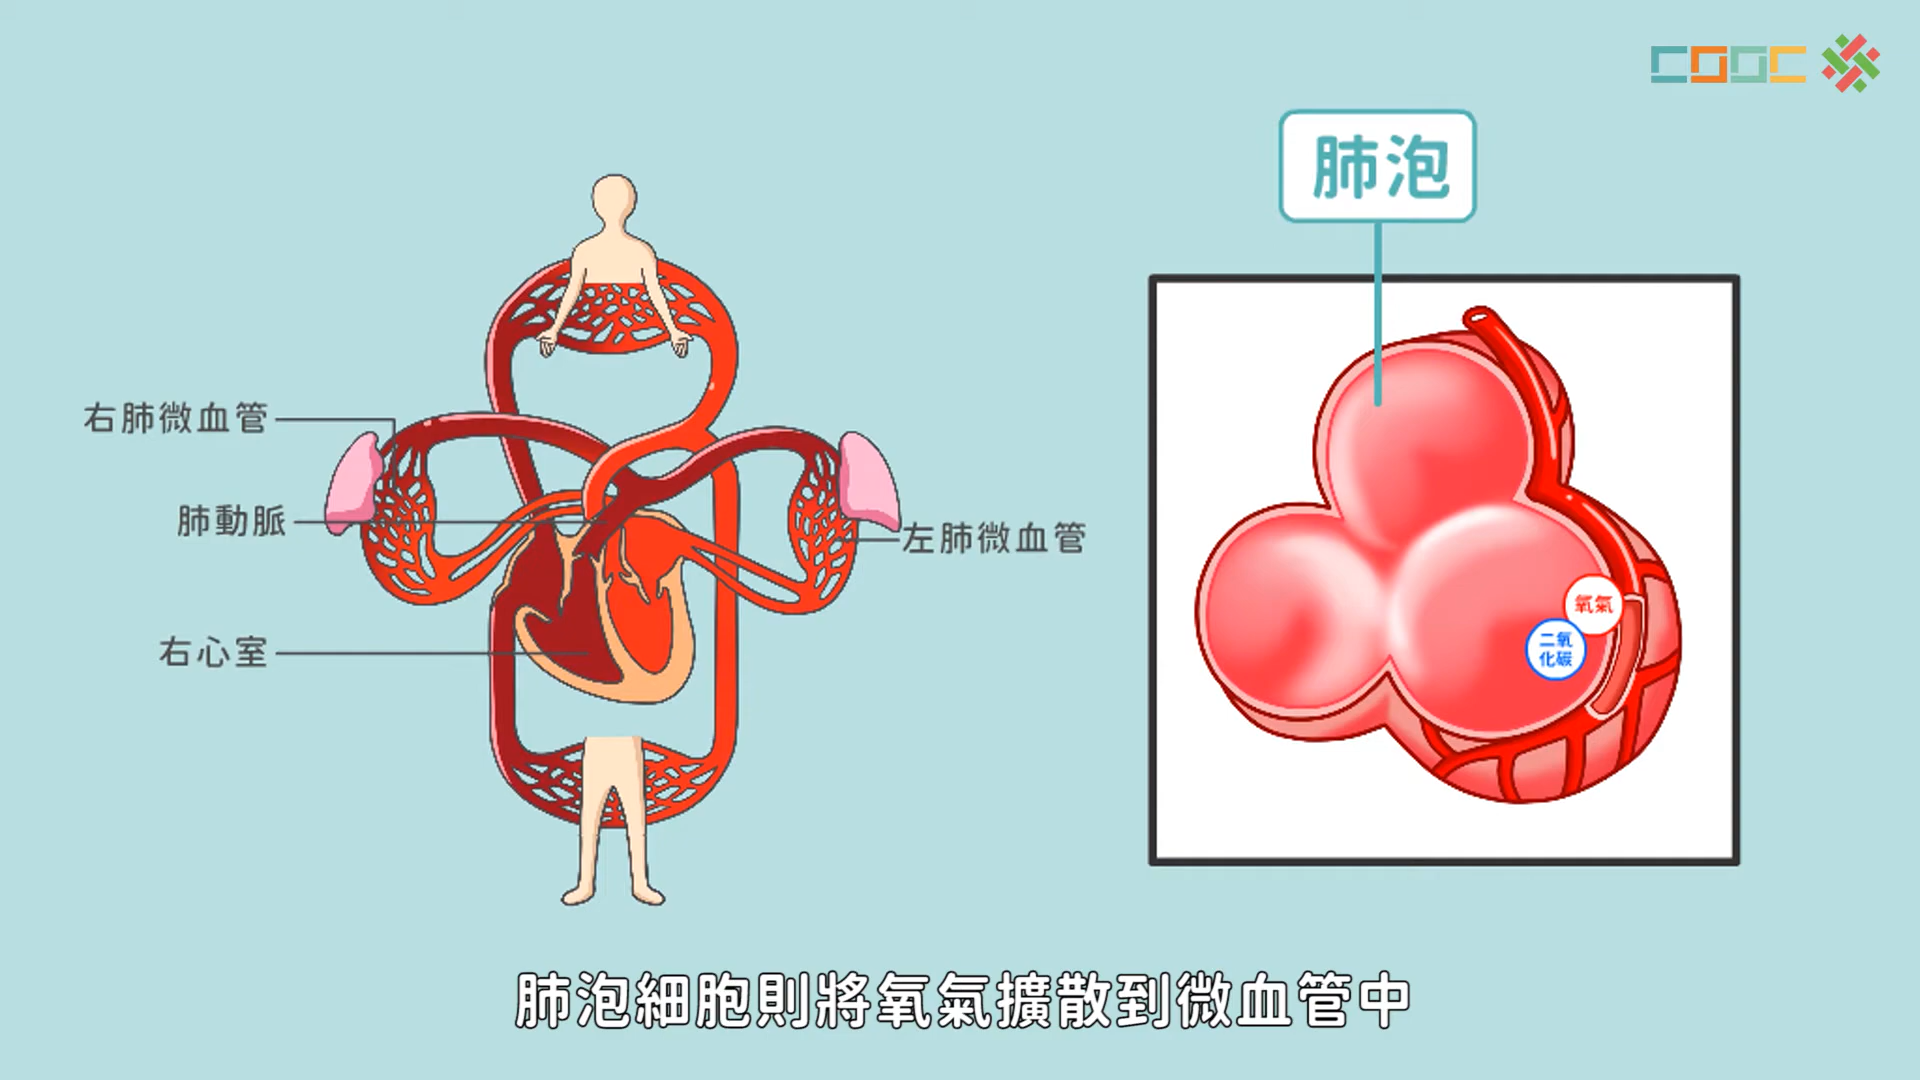 COOC
肺泡
右肺微血管
肺動脈
左肺微血管
右心室
氧氣
二氧
化碳
肺泡細胞則將氧氣擴散到微血管中